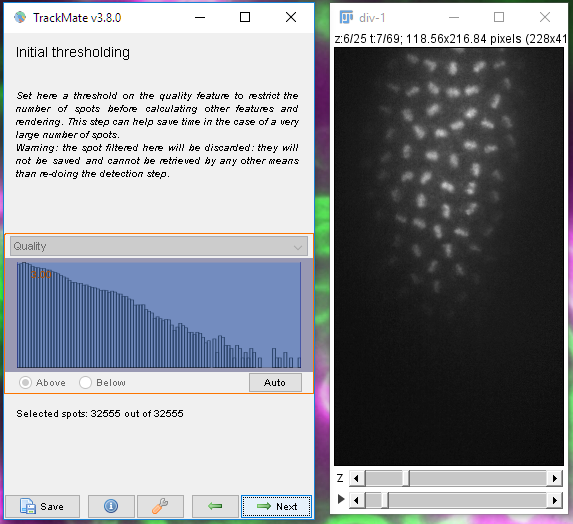 TrackMate v3.8.0
Initial thresholding
Set here a threshold on the quality feature to restrict the
number of spots before calculating other features and
rendering. This step can help save time in the case of a very
large number of spots.
Warning: the spot filtered here will be discarded: they will
not be saved and cannot be retrieved by any other means
than re-doing the detection step.
Quality
Above
Below
Auto
Selected spots: 32555 out of 32555
Save
Next
div-1
z:6/25 t:7/69; 118.56x216.84 pixels (228x41
z